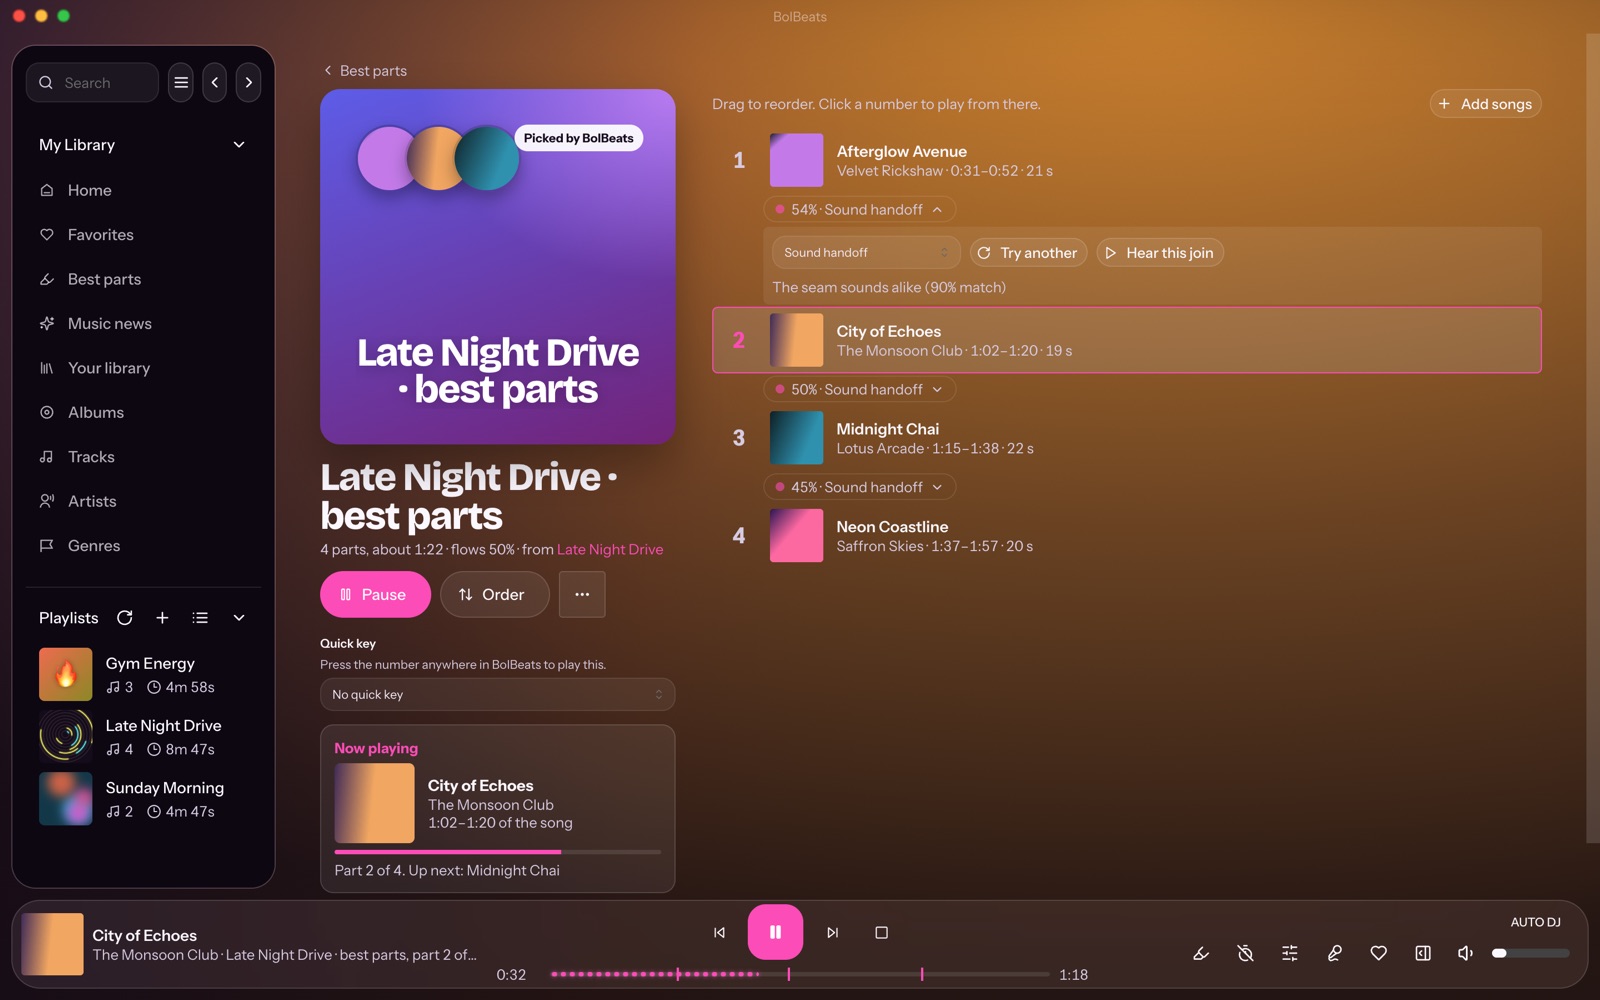 BolBeats
Search
My Library
Home
Favorites
Best parts
Music news
Your library
Albums
Tracks
Artists
Genres
Playlists
Gym Energy
3 4m 58s
Late Night Drive
4 8m 47s
Sunday Morning
2 4m 47s
Best parts
Picked by BolBeats
Late Night Drive
· best parts
Late Night Drive ·
best parts
4 parts, about 1:22 · flows 50% · from Late Night Drive
Pause
Order
Quick key
Press the number anywhere in BolBeats to play this.
No quick key
Now playing
City of Echoes
The Monsoon Club
1:02–1:20 of the song
Part 2 of 4. Up next: Midnight Chai
Drag to reorder. Click a number to play from there.
Add songs
1
Afterglow Avenue
Velvet Rickshaw · 0:31–0:52 · 21 s
54% · Sound handoff
Sound handoff
Try another
Hear this join
The seam sounds alike (90% match)
2
City of Echoes
The Monsoon Club · 1:02–1:20 · 19 s
50% · Sound handoff
3
Midnight Chai
Lotus Arcade · 1:15–1:38 · 22 s
45% · Sound handoff
4
Neon Coastline
Saffron Skies · 1:37–1:57 · 20 s
City of Echoes
The Monsoon Club · Late Night Drive · best parts, part 2 of...
0:32
1:18
AUTO DJ